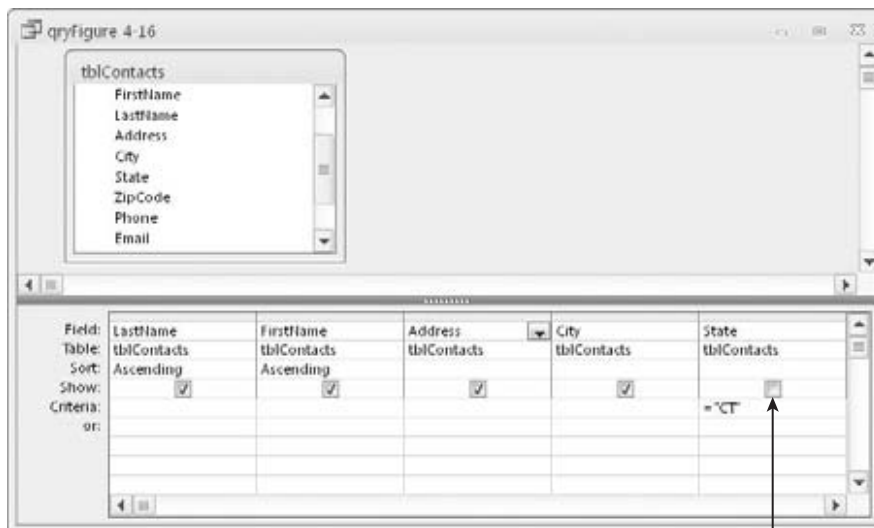 qryFigure 4-16
tblContacts
FirstName
LastName
Address
City
State
ZipCode
Phone
Email
Field: LastName FirstName Address City State
Table: tblContacts tblContacts tblContacts tblContacts tblContacts
Sort: Ascending Ascending
Show:
Criteria: ="CT"
or: